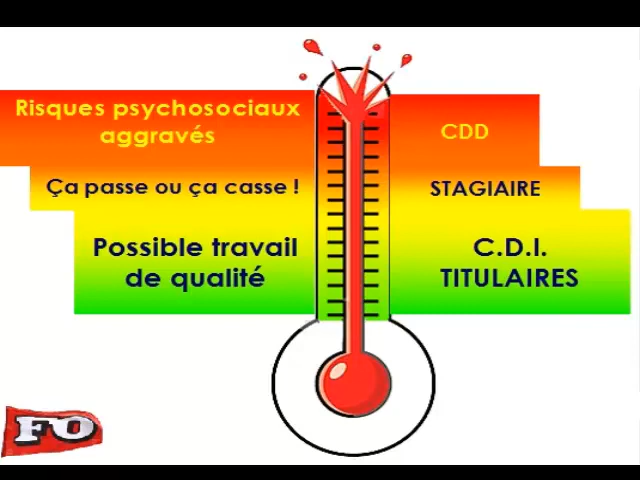 Risques psychosociaux
aggravés
CDD
Ça passe ou ça casse !
STAGIAIRE
Possible travail
de qualité
C.D.I.
TITULAIRES
FO